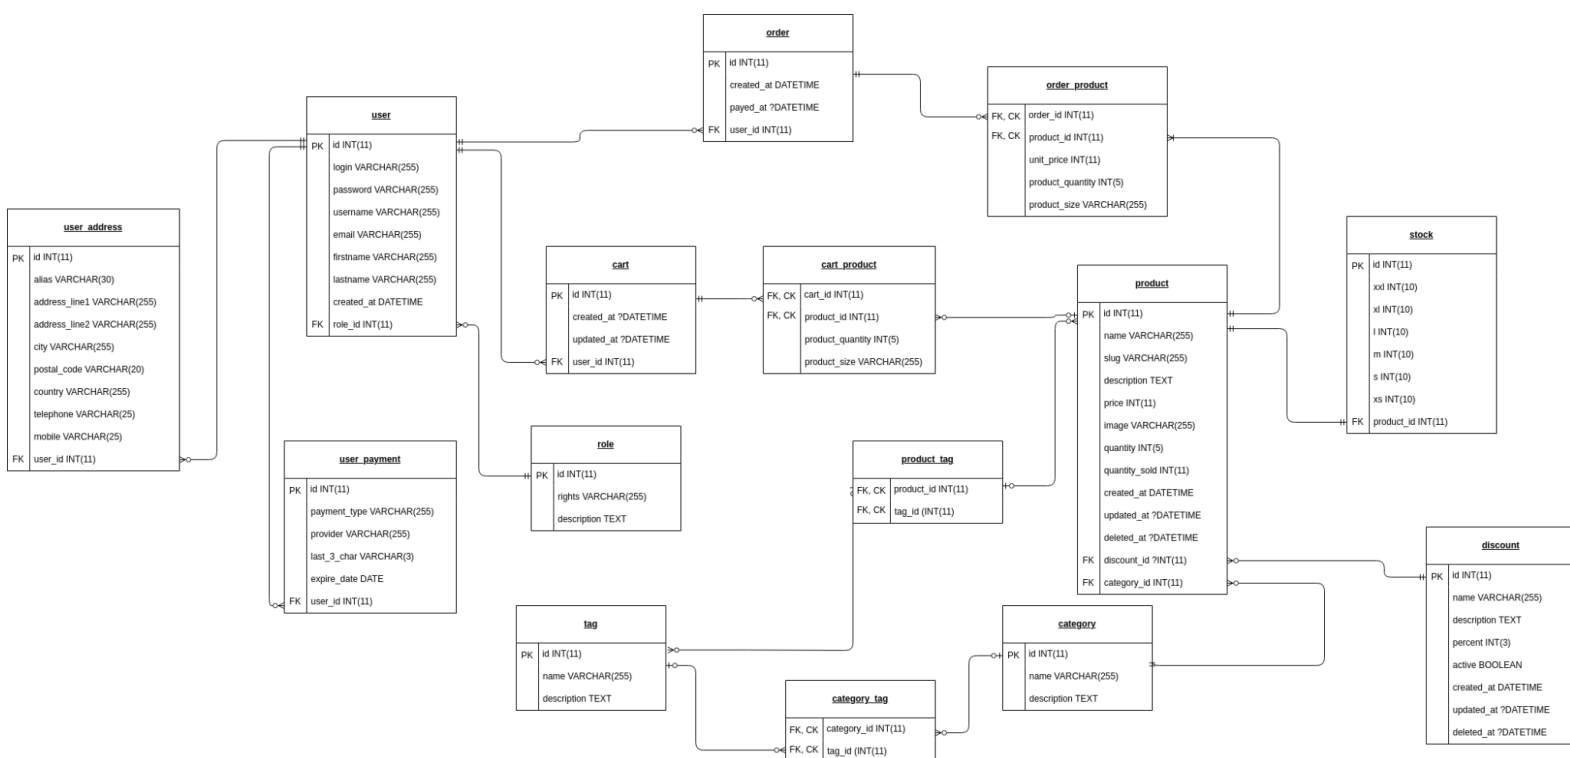 order
PK id INT(11)
created_at DATETIME
payed_at ?DATETIME
FK user_id INT(11)
order_product
FK, CK order_id INT(11)
FK, CK product_id INT(11)
unit_price INT(11)
product_quantity INT(5)
product_size VARCHAR(255)
user
PK id INT(11)
login VARCHAR(255)
password VARCHAR(255)
username VARCHAR(255)
email VARCHAR(255)
firstname VARCHAR(255)
lastname VARCHAR(255)
created_at DATETIME
FK role_id INT(11)
user_address
PK id INT(11)
alias VARCHAR(30)
address_line1 VARCHAR(255)
address_line2 VARCHAR(255)
city VARCHAR(255)
postal_code VARCHAR(20)
country VARCHAR(255)
telephone VARCHAR(25)
mobile VARCHAR(25)
FK user_id INT(11)
cart
PK id INT(11)
created_at ?DATETIME
updated_at ?DATETIME
FK user_id INT(11)
cart_product
FK, CK cart_id INT(11)
FK, CK product_id INT(11)
product_quantity INT(5)
product_size VARCHAR(255)
product
PK id INT(11)
name VARCHAR(255)
slug VARCHAR(255)
description TEXT
price INT(11)
image VARCHAR(255)
quantity INT(5)
quantity_sold INT(11)
created_at DATETIME
updated_at ?DATETIME
deleted_at ?DATETIME
FK discount_id ?INT(11)
FK category_id INT(11)
stock
PK id INT(11)
xxl INT(10)
xl INT(10)
l INT(10)
m INT(10)
s INT(10)
xs INT(10)
FK product_id INT(11)
user_payment
PK id INT(11)
payment_type VARCHAR(255)
provider VARCHAR(255)
last_3_char VARCHAR(3)
expire_date DATE
FK user_id INT(11)
role
PK id INT(11)
rights VARCHAR(255)
description TEXT
product_tag
FK, CK product_id INT(11)
FK, CK tag_id (INT(11)
discount
PK id INT(11)
name VARCHAR(255)
description TEXT
percent INT(3)
active BOOLEAN
created_at DATETIME
updated_at ?DATETIME
deleted_at ?DATETIME
tag
PK id INT(11)
name VARCHAR(255)
description TEXT
category
PK id INT(11)
name VARCHAR(255)
description TEXT
category_tag
FK, CK category_id INT(11)
FK, CK tag_id (INT(11)